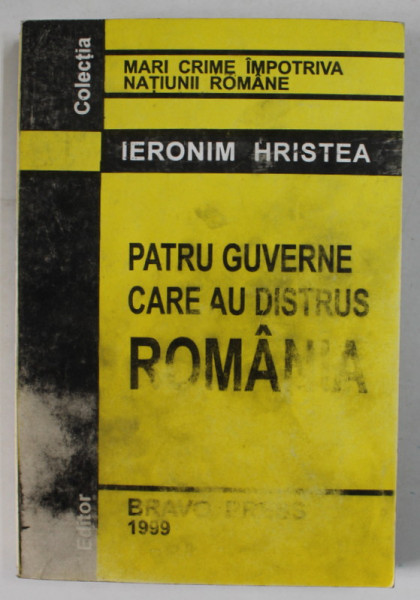 Colecția
MARI CRIME ÎMPOTRIVA
NAȚIUNII ROMÂNE
IERONIM HRISTEA
PATRU GUVERNE
CARE AU DISTRUS
ROMÂNIA
Editor
BRAVO PRESS
1999